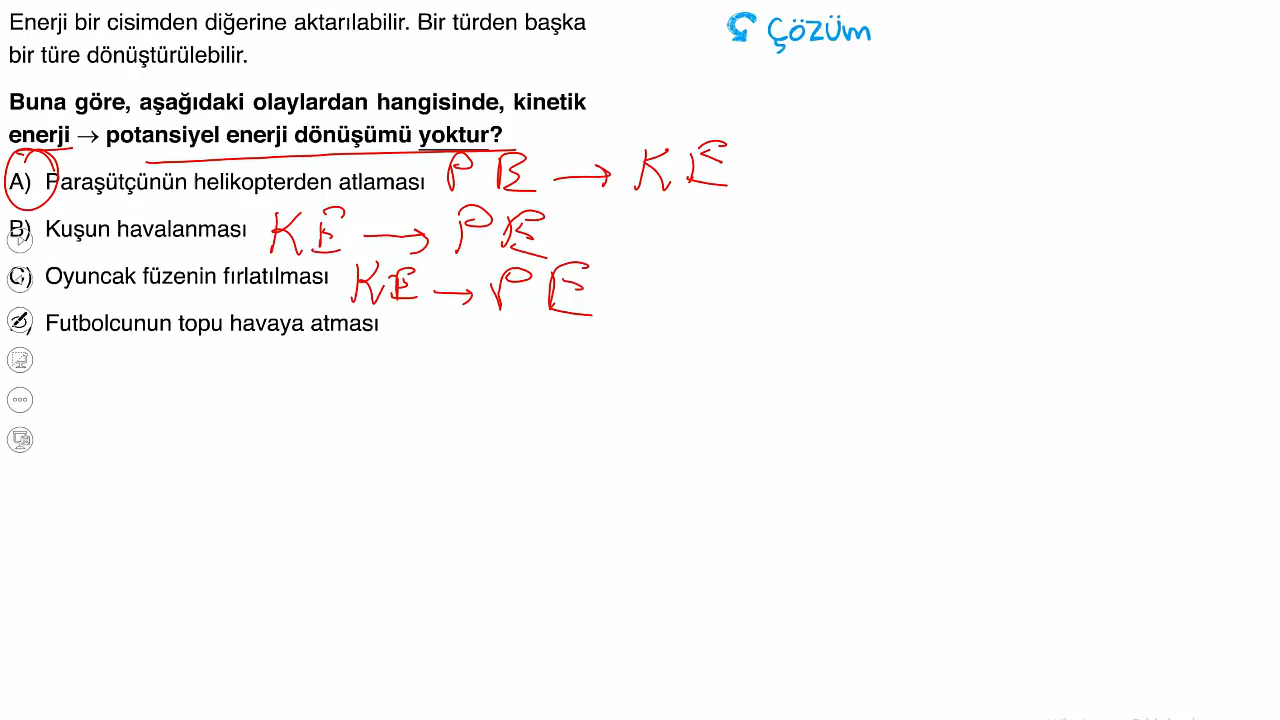 Enerji bir cisimden diğerine aktarılabilir. Bir türden başka
bir türe dönüştürülebilir.
Çözüm
Buna göre, aşağıdaki olaylardan hangisinde, kinetik
enerji → potansiyel enerji dönüşümü yoktur?
A) Paraşütçünün helikopterden atlaması PE → KE
B) Kuşun havalanması KE → PE
C) Oyuncak füzenin fırlatılması KE → PE
Futbolcunun topu havaya atması